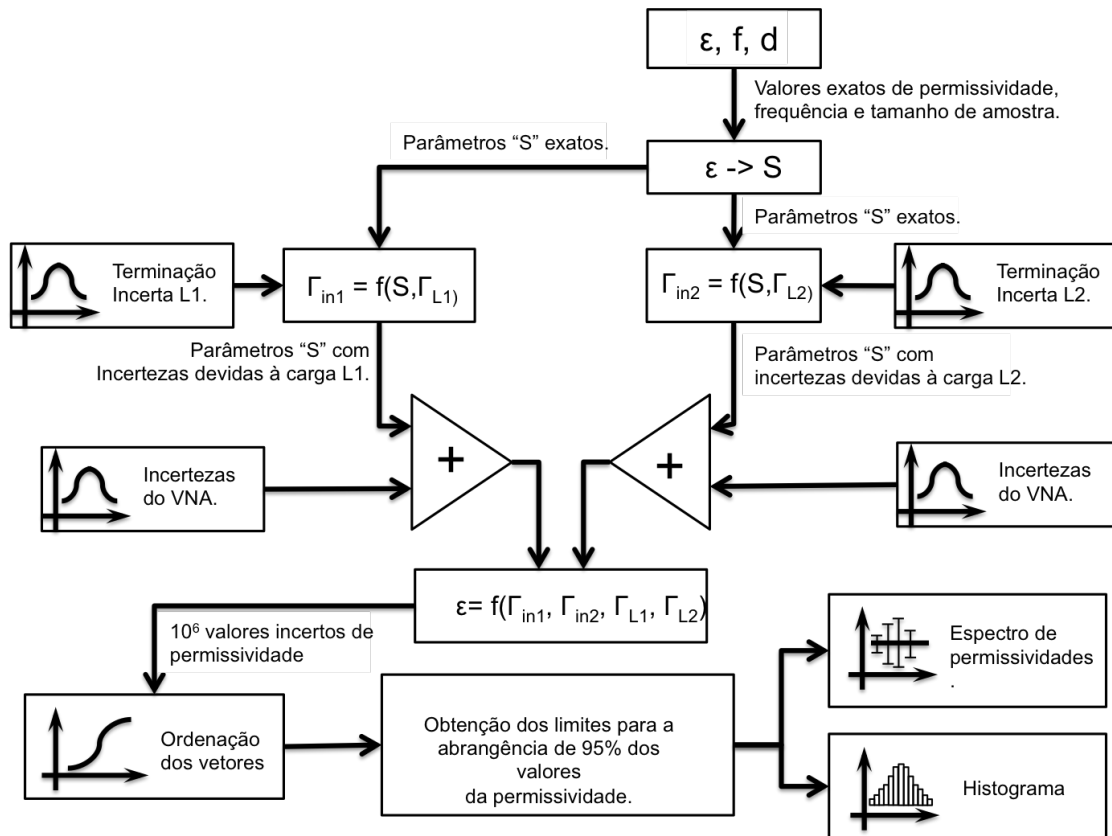 ε, f, d
Valores exatos de permissividade,
frequência e tamanho de amostra.
Parâmetros “S” exatos.
ε -> S
Parâmetros “S” exatos.
Terminação
Incerta L1.
Γin1 = f(S,ΓL1)
Γin2 = f(S,ΓL2)
Terminação
Incerta L2.
Parâmetros “S” com
Incertezas devidas à carga L1.
Parâmetros “S” com
incertezas devidas à carga L2.
+
+
Incertezas
do VNA.
Incertezas
do VNA.
ε= f(Γin1, Γin2, ΓL1, ΓL2)
10⁶ valores incertos de
permissividade
Ordenação
dos vetores
Obtenção dos limites para a
abrangência de 95% dos
valores
da permissividade.
Espectro de
permissividades
.
Histograma